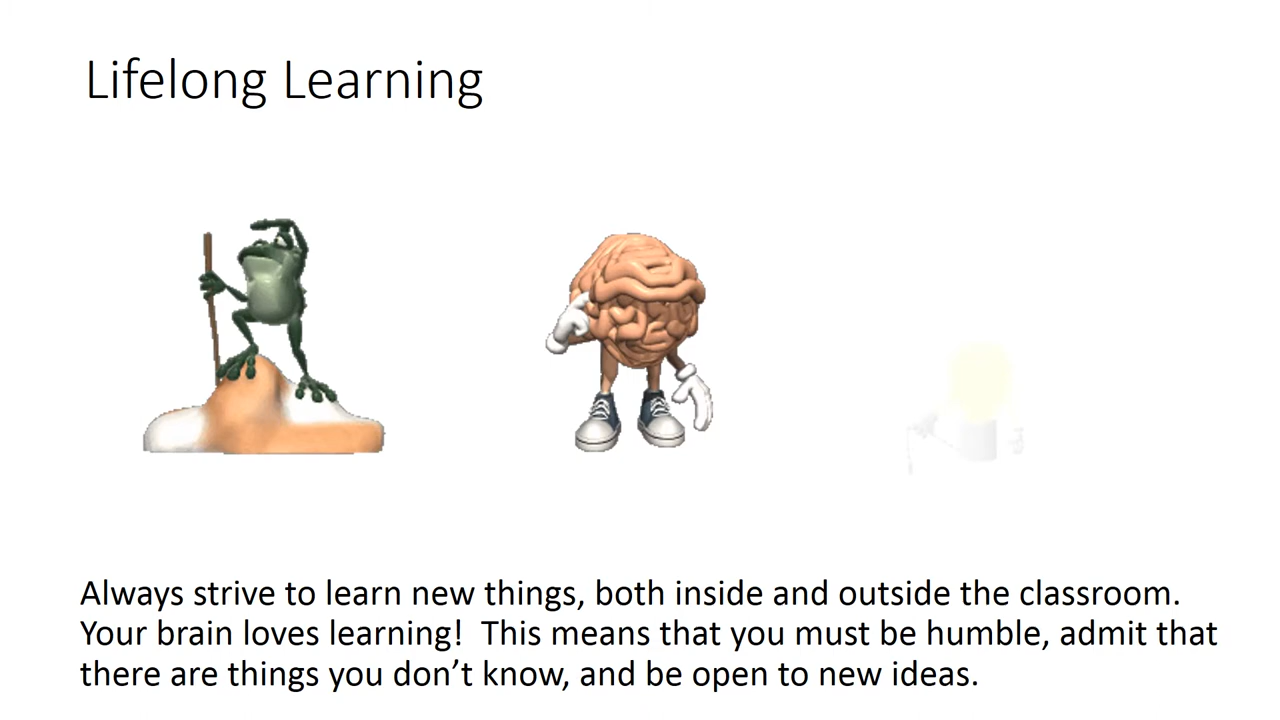 Lifelong Learning
Always strive to learn new things, both inside and outside the classroom.
Your brain loves learning!  This means that you must be humble, admit that
there are things you don’t know, and be open to new ideas.